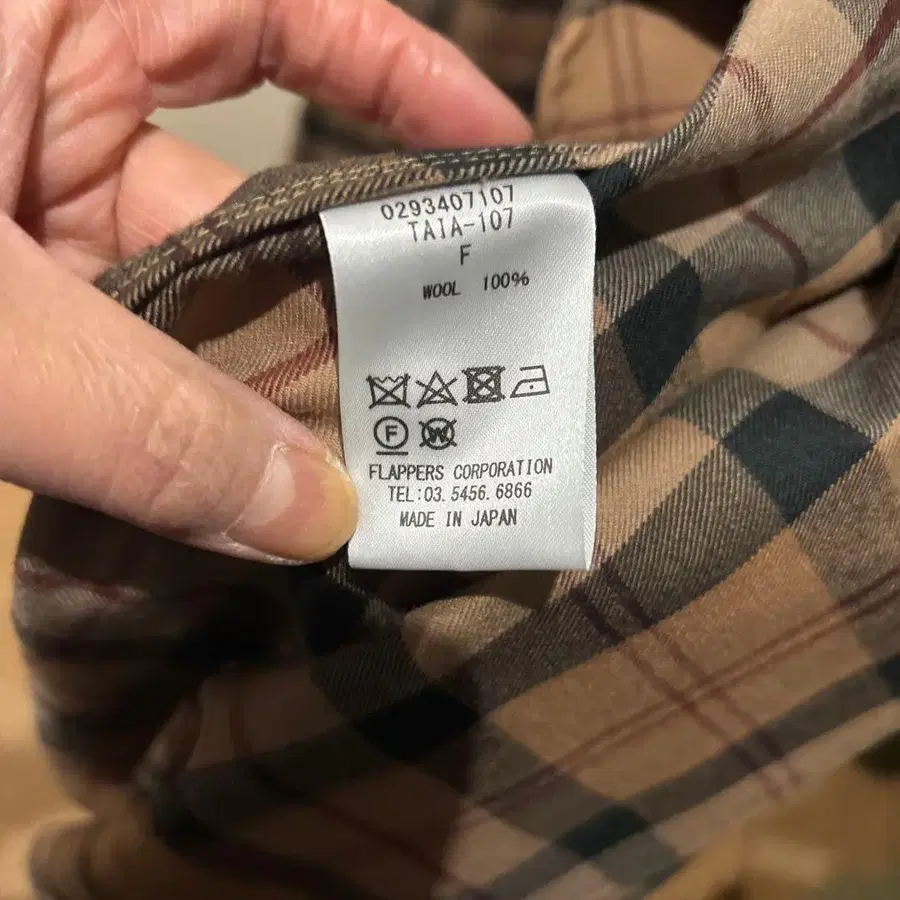 0293407107
TAIA-107
F
WOOL 100%
F W
FLAPPERS CORPORATION
TEL:03.5456.6866
MADE IN JAPAN